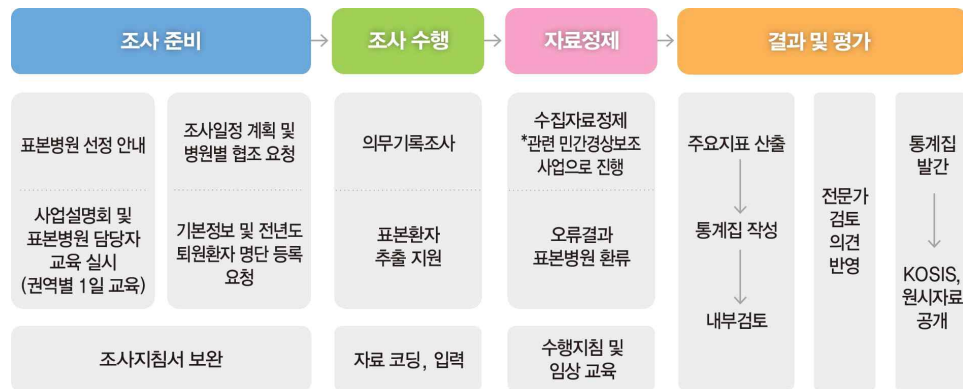 조사 준비
조사 수행
자료정제
결과 및 평가
표본병원 선정 안내
사업설명회 및
표본병원 담당자
교육 실시
(권역별 1일 교육)
조사일정 계획 및
병원별 협조 요청
기본정보 및 전년도
퇴원환자 명단 등록
요청
조사지침서 보완
의무기록조사
표본환자
추출 지원
자료 코딩, 입력
수집자료정제
*관련 민간경상보조
사업으로 진행
오류결과
표본병원 환류
수행지침 및
임상 교육
주요지표 산출
통계집 작성
내부검토
전문가
검토
의견
반영
통계집
발간
KOSIS,
원시자료
공개